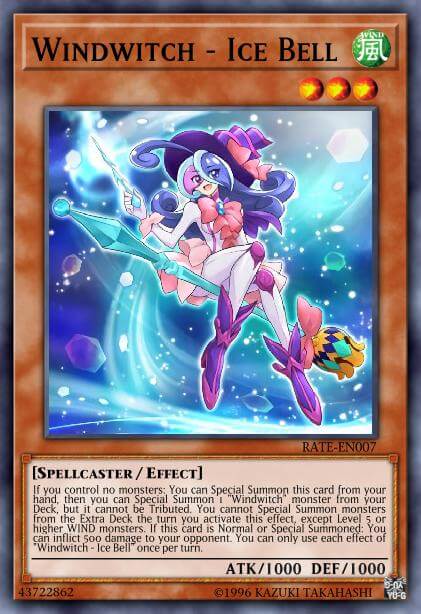 Windwitch - Ice Bell
WIND
風
RATE-EN007
[Spellcaster / Effect]
If you control no monsters: You can Special Summon this card from your
hand, then you can Special Summon 1 "Windwitch" monster from your
Deck, but it cannot be Tributed. You cannot Special Summon monsters
from the Extra Deck the turn you activate this effect, except Level 5 or
higher WIND monsters. If this card is Normal or Special Summoned: You
can inflict 500 damage to your opponent. You can only use each effect of
"Windwitch - Ice Bell" once per turn.
ATK/1000 DEF/1000
43722862
©1996 KAZUKI TAKAHASHI